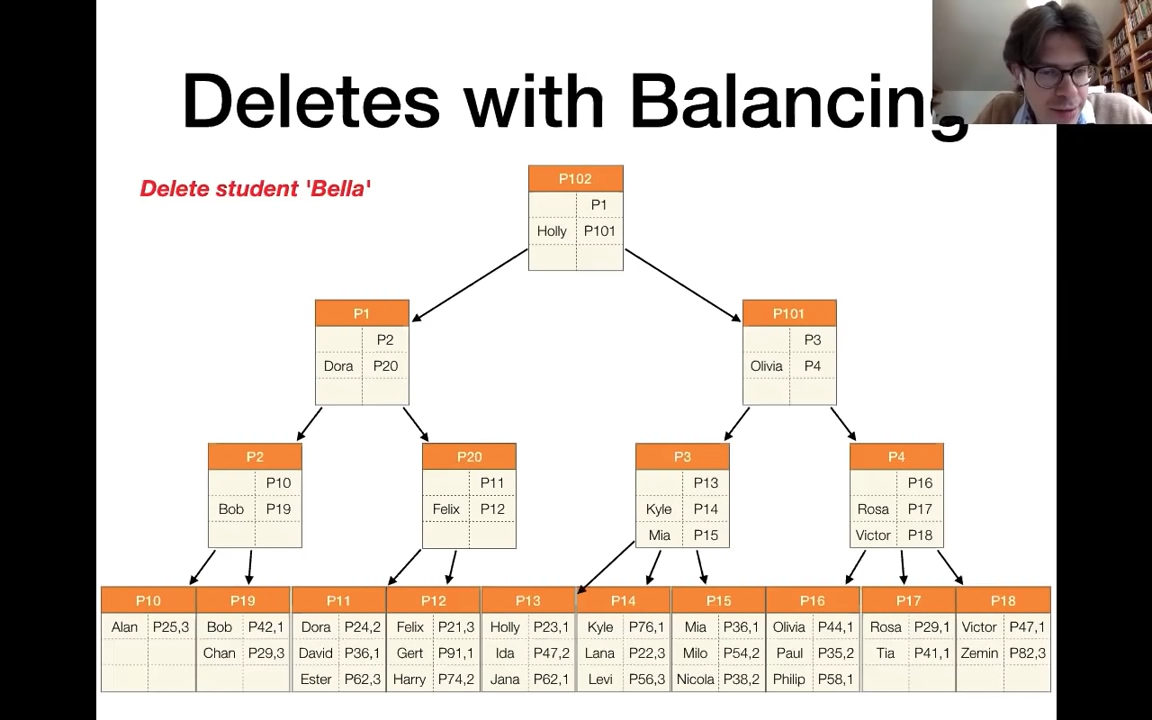 Deletes with Balancing
Delete student 'Bella'
P102
P1
Holly P101
P1
P2
Dora P20
P101
P3
Olivia P4
P2
P10
Bob P19
P20
P11
Felix P12
P3
P13
Kyle P14
Mia P15
P4
P16
Rosa P17
Victor P18
P10
Alan P25,3
P19
Bob P42,1
Chan P29,3
P11
Dora P24,2
David P36,1
Ester P62,3
P12
Felix P21,3
Gert P91,1
Harry P74,2
P13
Holly P23,1
Ida P47,2
Jana P62,1
P14
Kyle P76,1
Lana P22,3
Levi P56,3
P15
Mia P36,1
Milo P54,2
Nicola P38,2
P16
Olivia P44,1
Paul P35,2
Philip P58,1
P17
Rosa P29,1
Tia P41,1
P18
Victor P47,1
Zemin P82,3